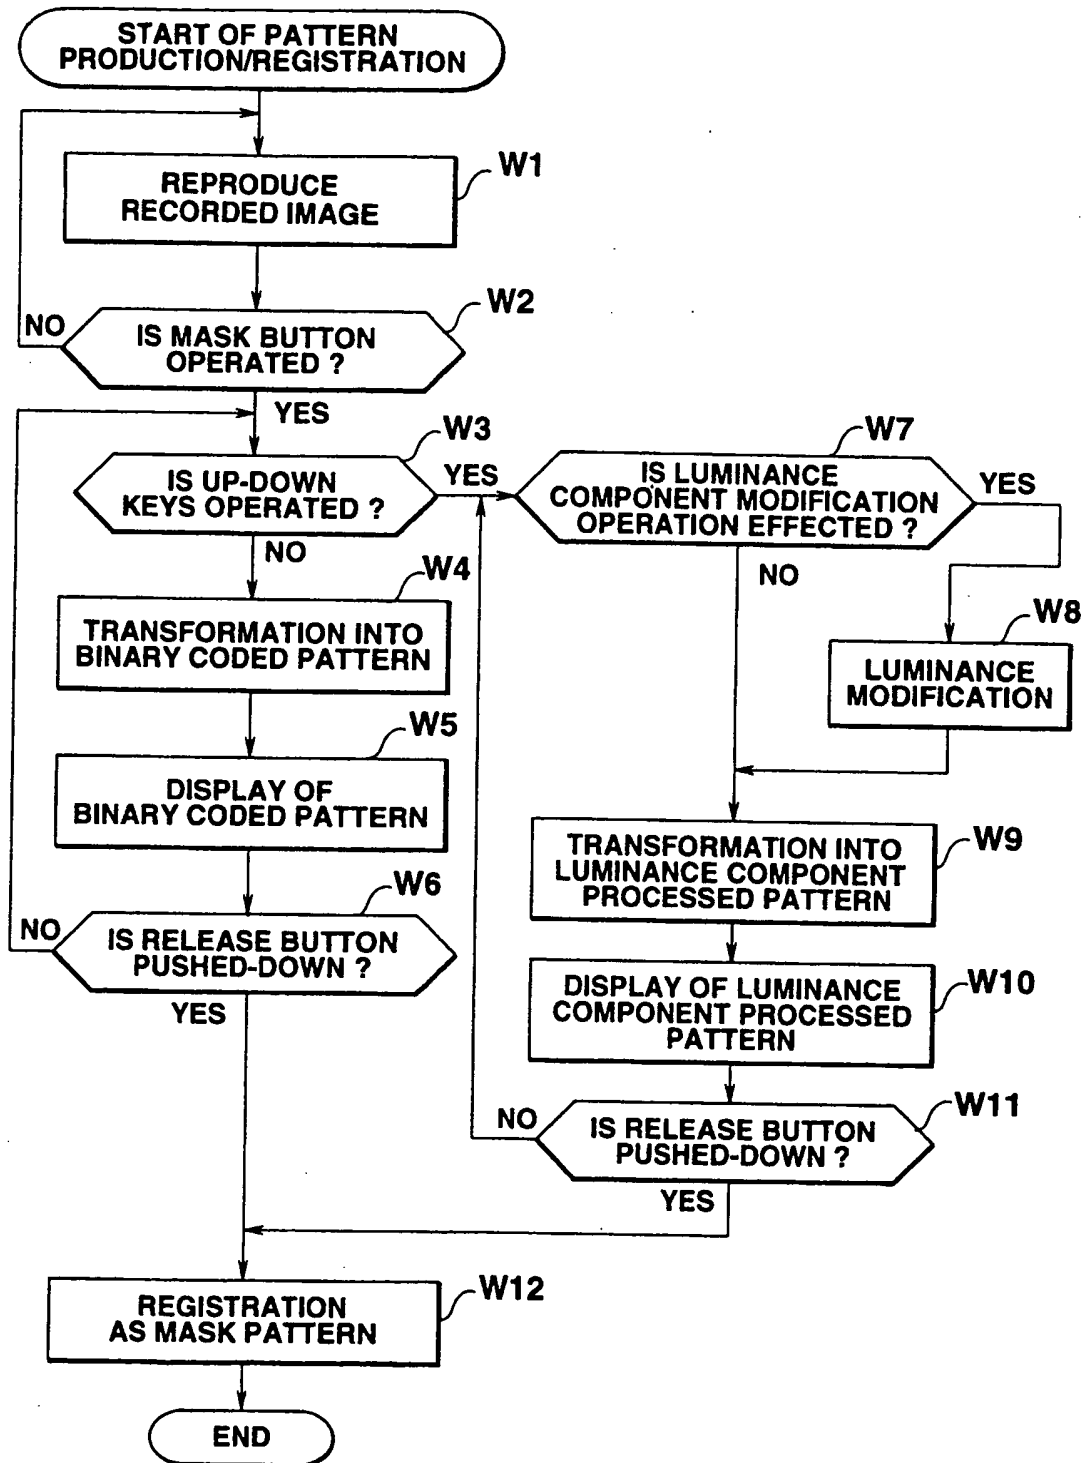 START OF PATTERN
PRODUCTION/REGISTRATION
W1
REPRODUCE
RECORDED IMAGE
W2
NO
IS MASK BUTTON
OPERATED ?
YES
W3
IS UP-DOWN
KEYS OPERATED ?
YES
NO
W4
TRANSFORMATION INTO
BINARY CODED PATTERN
W5
DISPLAY OF
BINARY CODED PATTERN
W6
NO
IS RELEASE BUTTON
PUSHED-DOWN ?
YES
W7
IS LUMINANCE
COMPONENT MODIFICATION
OPERATION EFFECTED ?
YES
NO
W8
LUMINANCE
MODIFICATION
W9
TRANSFORMATION INTO
LUMINANCE COMPONENT
PROCESSED PATTERN
W10
DISPLAY OF LUMINANCE
COMPONENT PROCESSED
PATTERN
W11
NO
IS RELEASE BUTTON
PUSHED-DOWN ?
YES
W12
REGISTRATION
AS MASK PATTERN
END